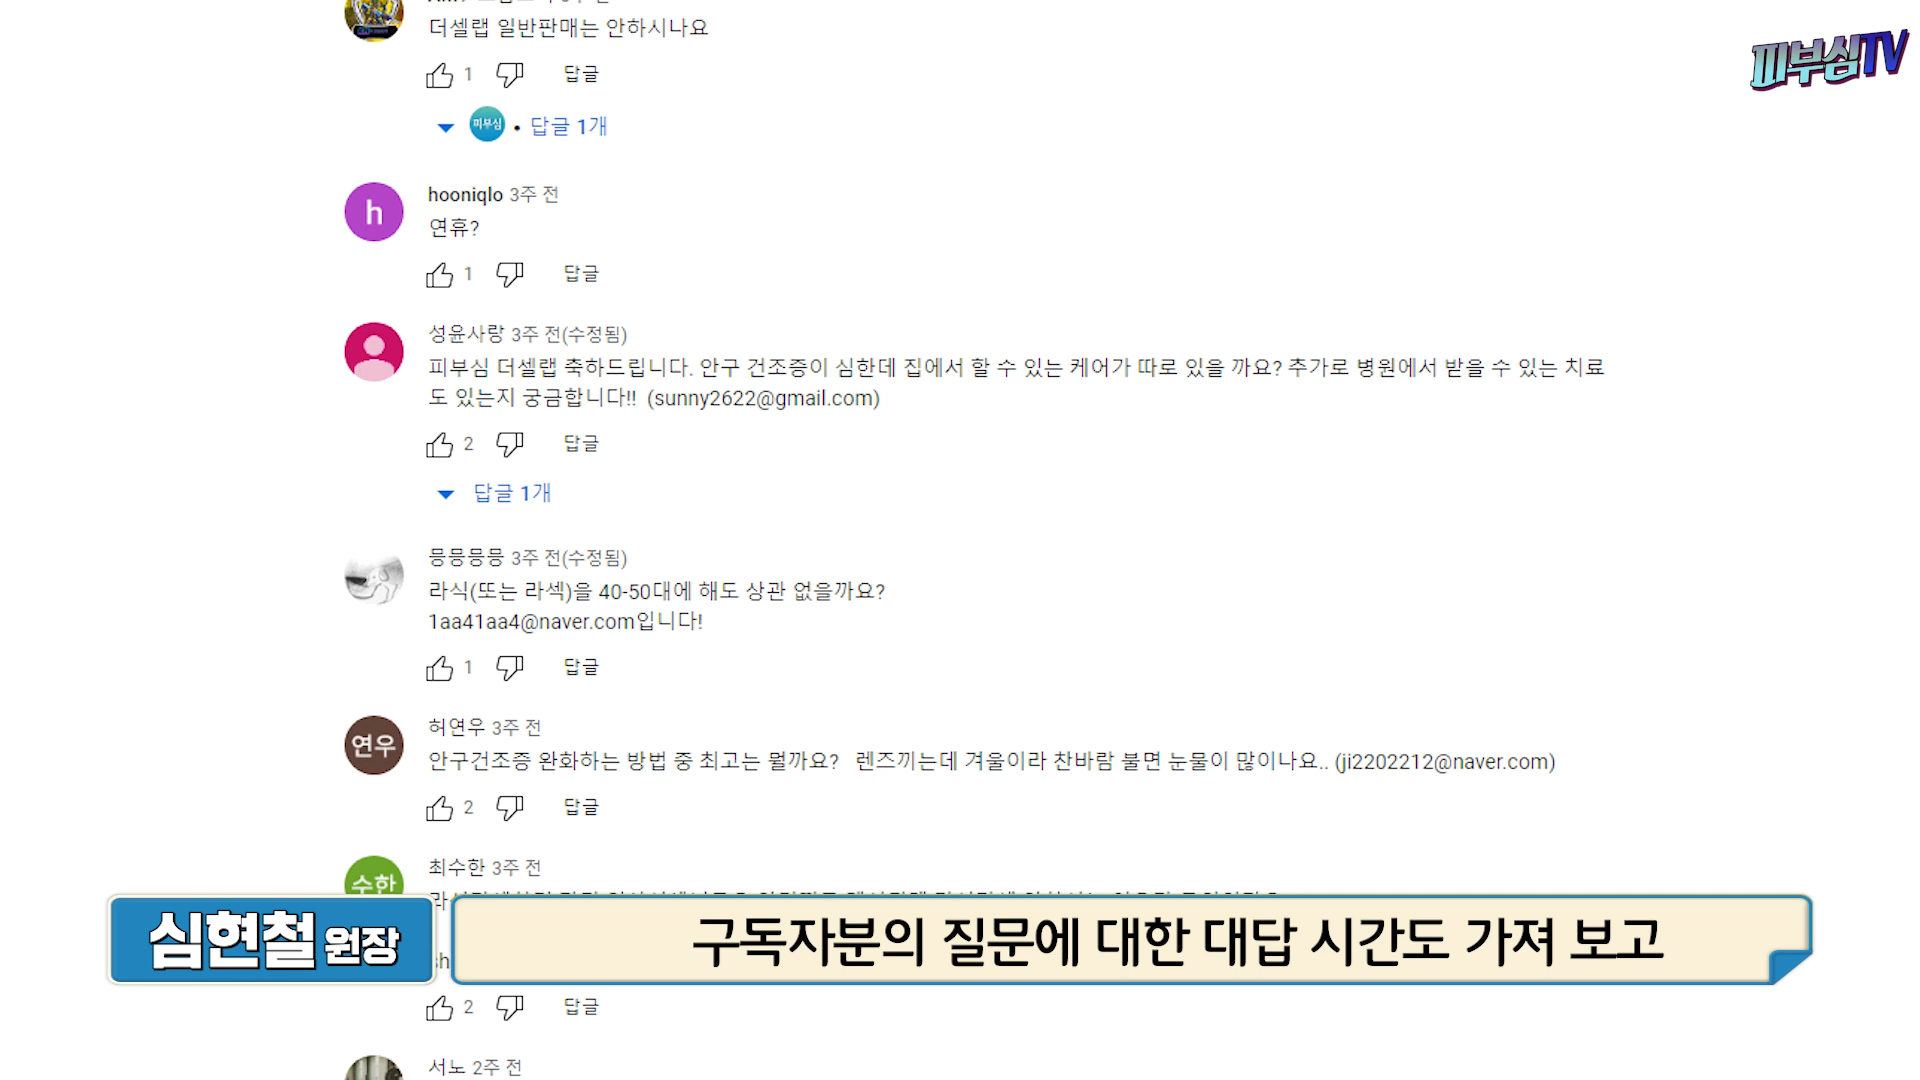 더셀랩 일반판매는 안하시나요
피부심TV
1 답글
피부심 • 답글 1개
h
hooniqlo 3주 전
연휴?
1 답글
성윤사랑 3주 전(수정됨)
피부심 더셀랩 축하드립니다. 안구 건조증이 심한데 집에서 할 수 있는 케어가 따로 있을 까요? 추가로 병원에서 받을 수 있는 치료
도 있는지 궁금합니다!! (sunny2622@gmail.com)
2 답글
답글 1개
3주 전(수정됨)
라식(또는 라섹)을 40-50대에 해도 상관 없을까요?
1aa41aa4@naver.com입니다!
1 답글
연우
허연우 3주 전
안구건조증 완화하는 방법 중 최고는 뭘까요? 렌즈끼는데 겨울이라 찬바람 불면 눈물이 많이나요.. (ji2202212@naver.com)
2 답글
수한
최수한 3주 전
심현철 원장
구독자분의 질문에 대한 대답 시간도 가져 보고
2 답글
서노 2주 전